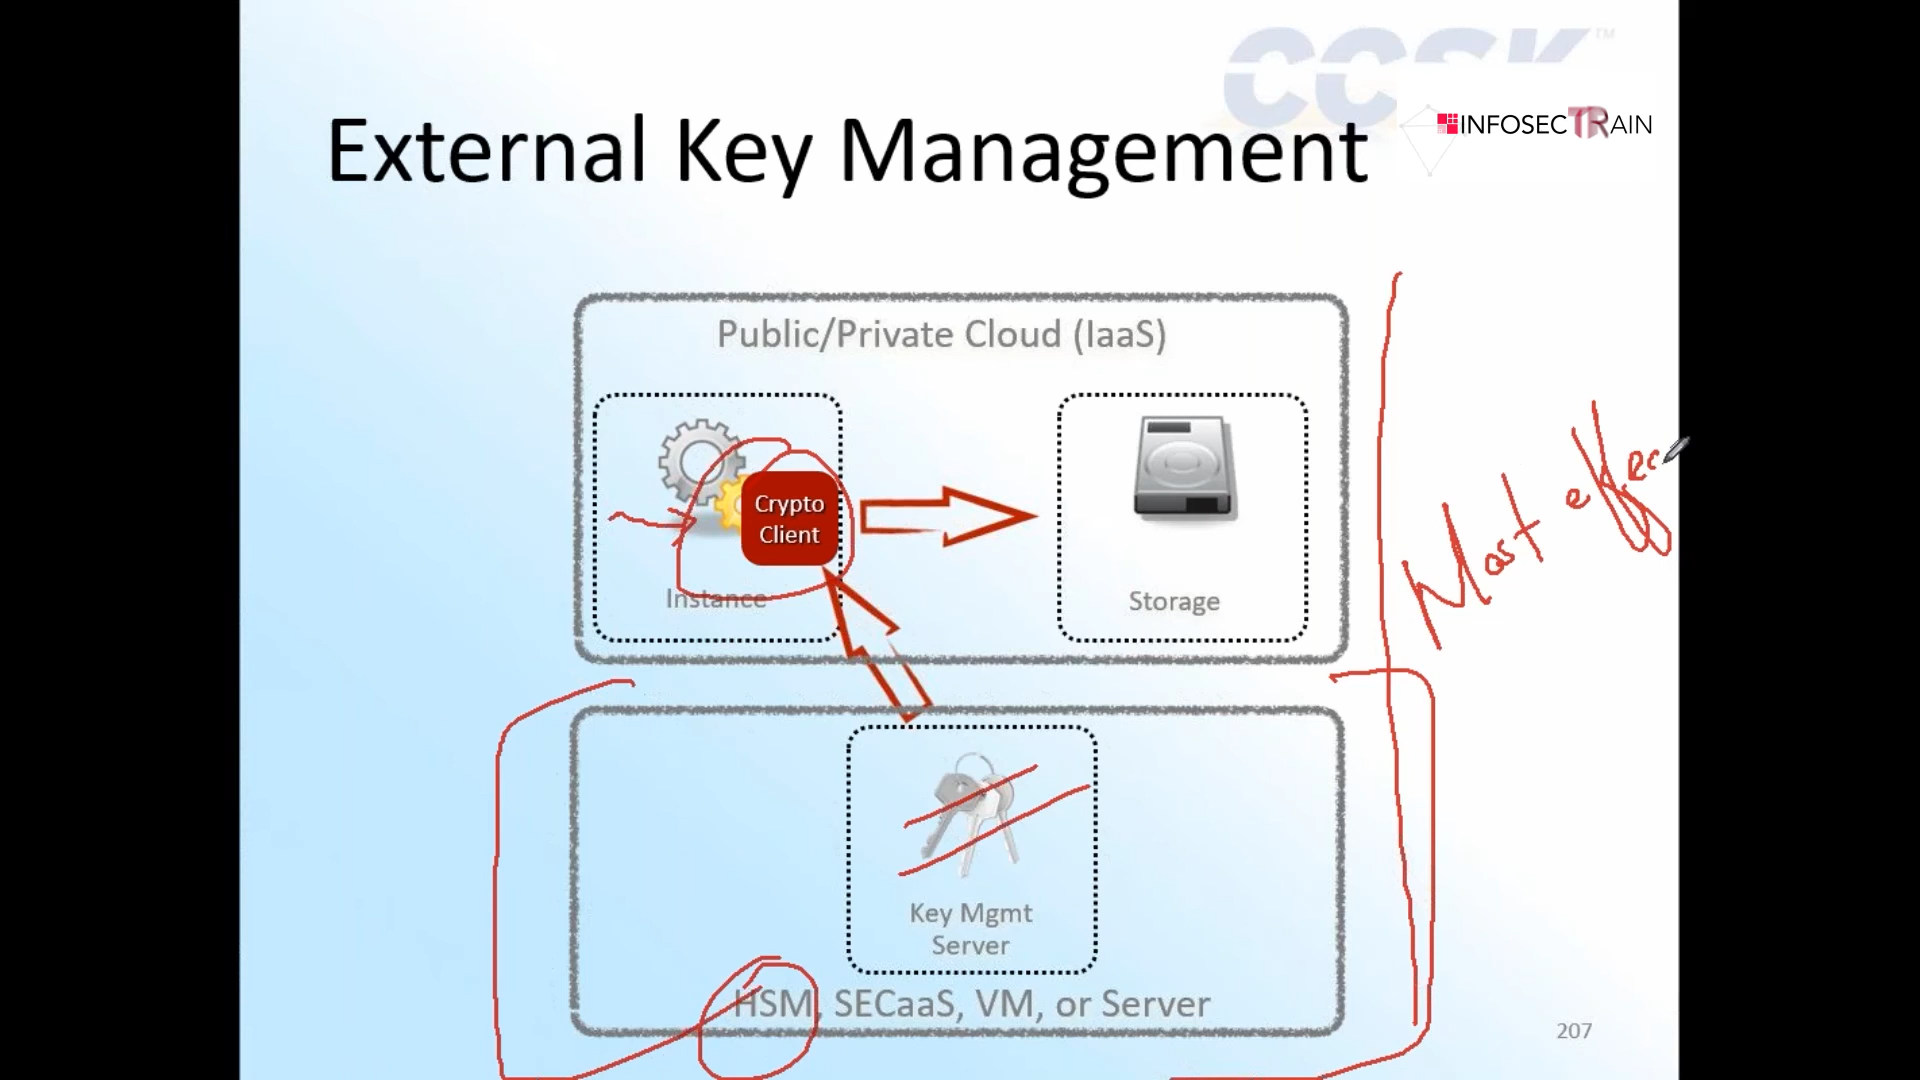 CCSK™
INFOSECTRAIN
External Key Management
Public/Private Cloud (IaaS)
Crypto
Client
Instance
Storage
Most effec
Key Mgmt
Server
HSM, SECaaS, VM, or Server
207